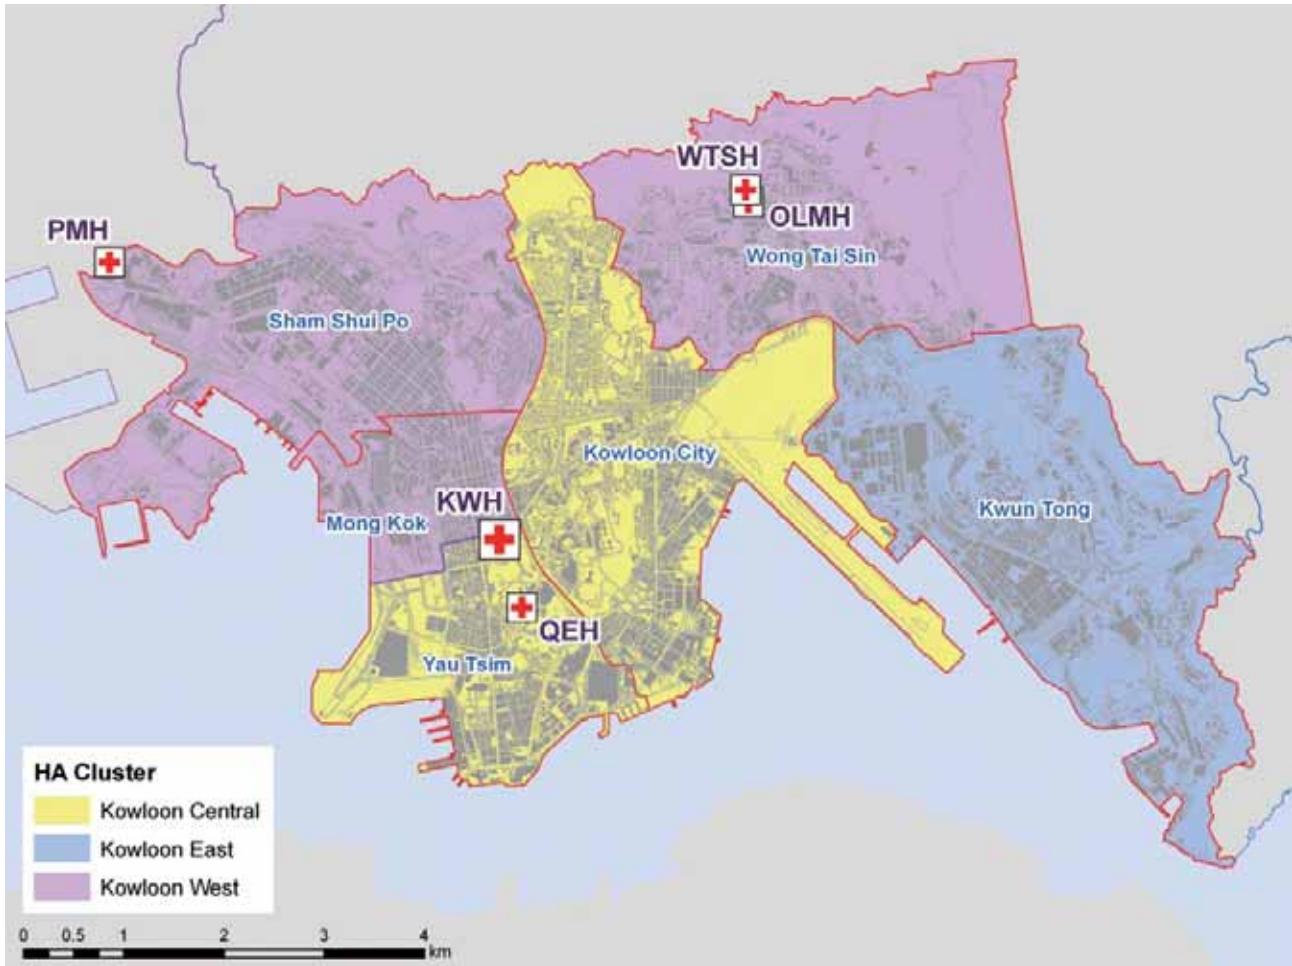 WTSH
OLMH
Wong Tai Sin
PMH
Sham Shui Po
Kowloon City
KWH
Mong Kok
Kwun Tong
QEH
Yau Tsim
HA Cluster
Kowloon Central
Kowloon East
Kowloon West
0 0.5 1 2 3 4
km